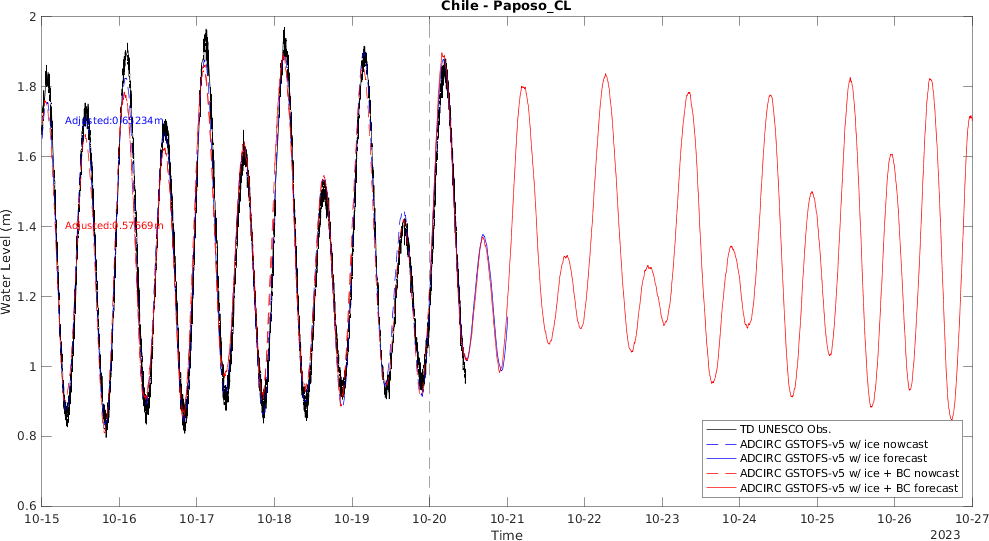 Chile - Paposo_CL
2
1.8
1.6
1.4
1.2
1
0.8
0.6
Water Level (m)
Adjusted:0.65234m
Adjusted:0.57669m
TD UNESCO Obs.
ADCIRC GSTOFS-v5 w/ ice nowcast
ADCIRC GSTOFS-v5 w/ ice forecast
ADCIRC GSTOFS-v5 w/ ice + BC nowcast
ADCIRC GSTOFS-v5 w/ ice + BC forecast
10-15 10-16 10-17 10-18 10-19 10-20 10-21 10-22 10-23 10-24 10-25 10-26 10-27
Time
2023